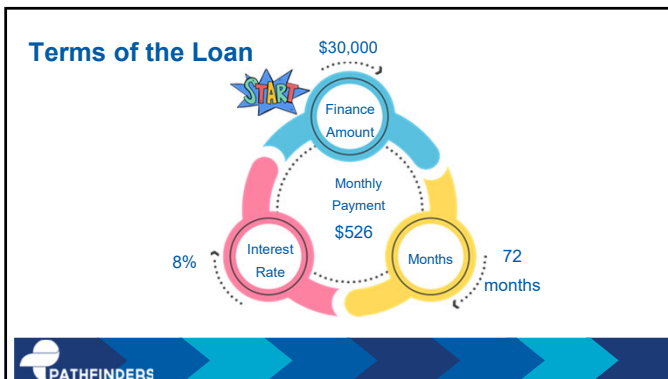 Terms of the Loan
$30,000
START
Finance
Amount
Monthly
Payment
$526
Interest
Rate
8%
Months
72
months
PATHFINDERS